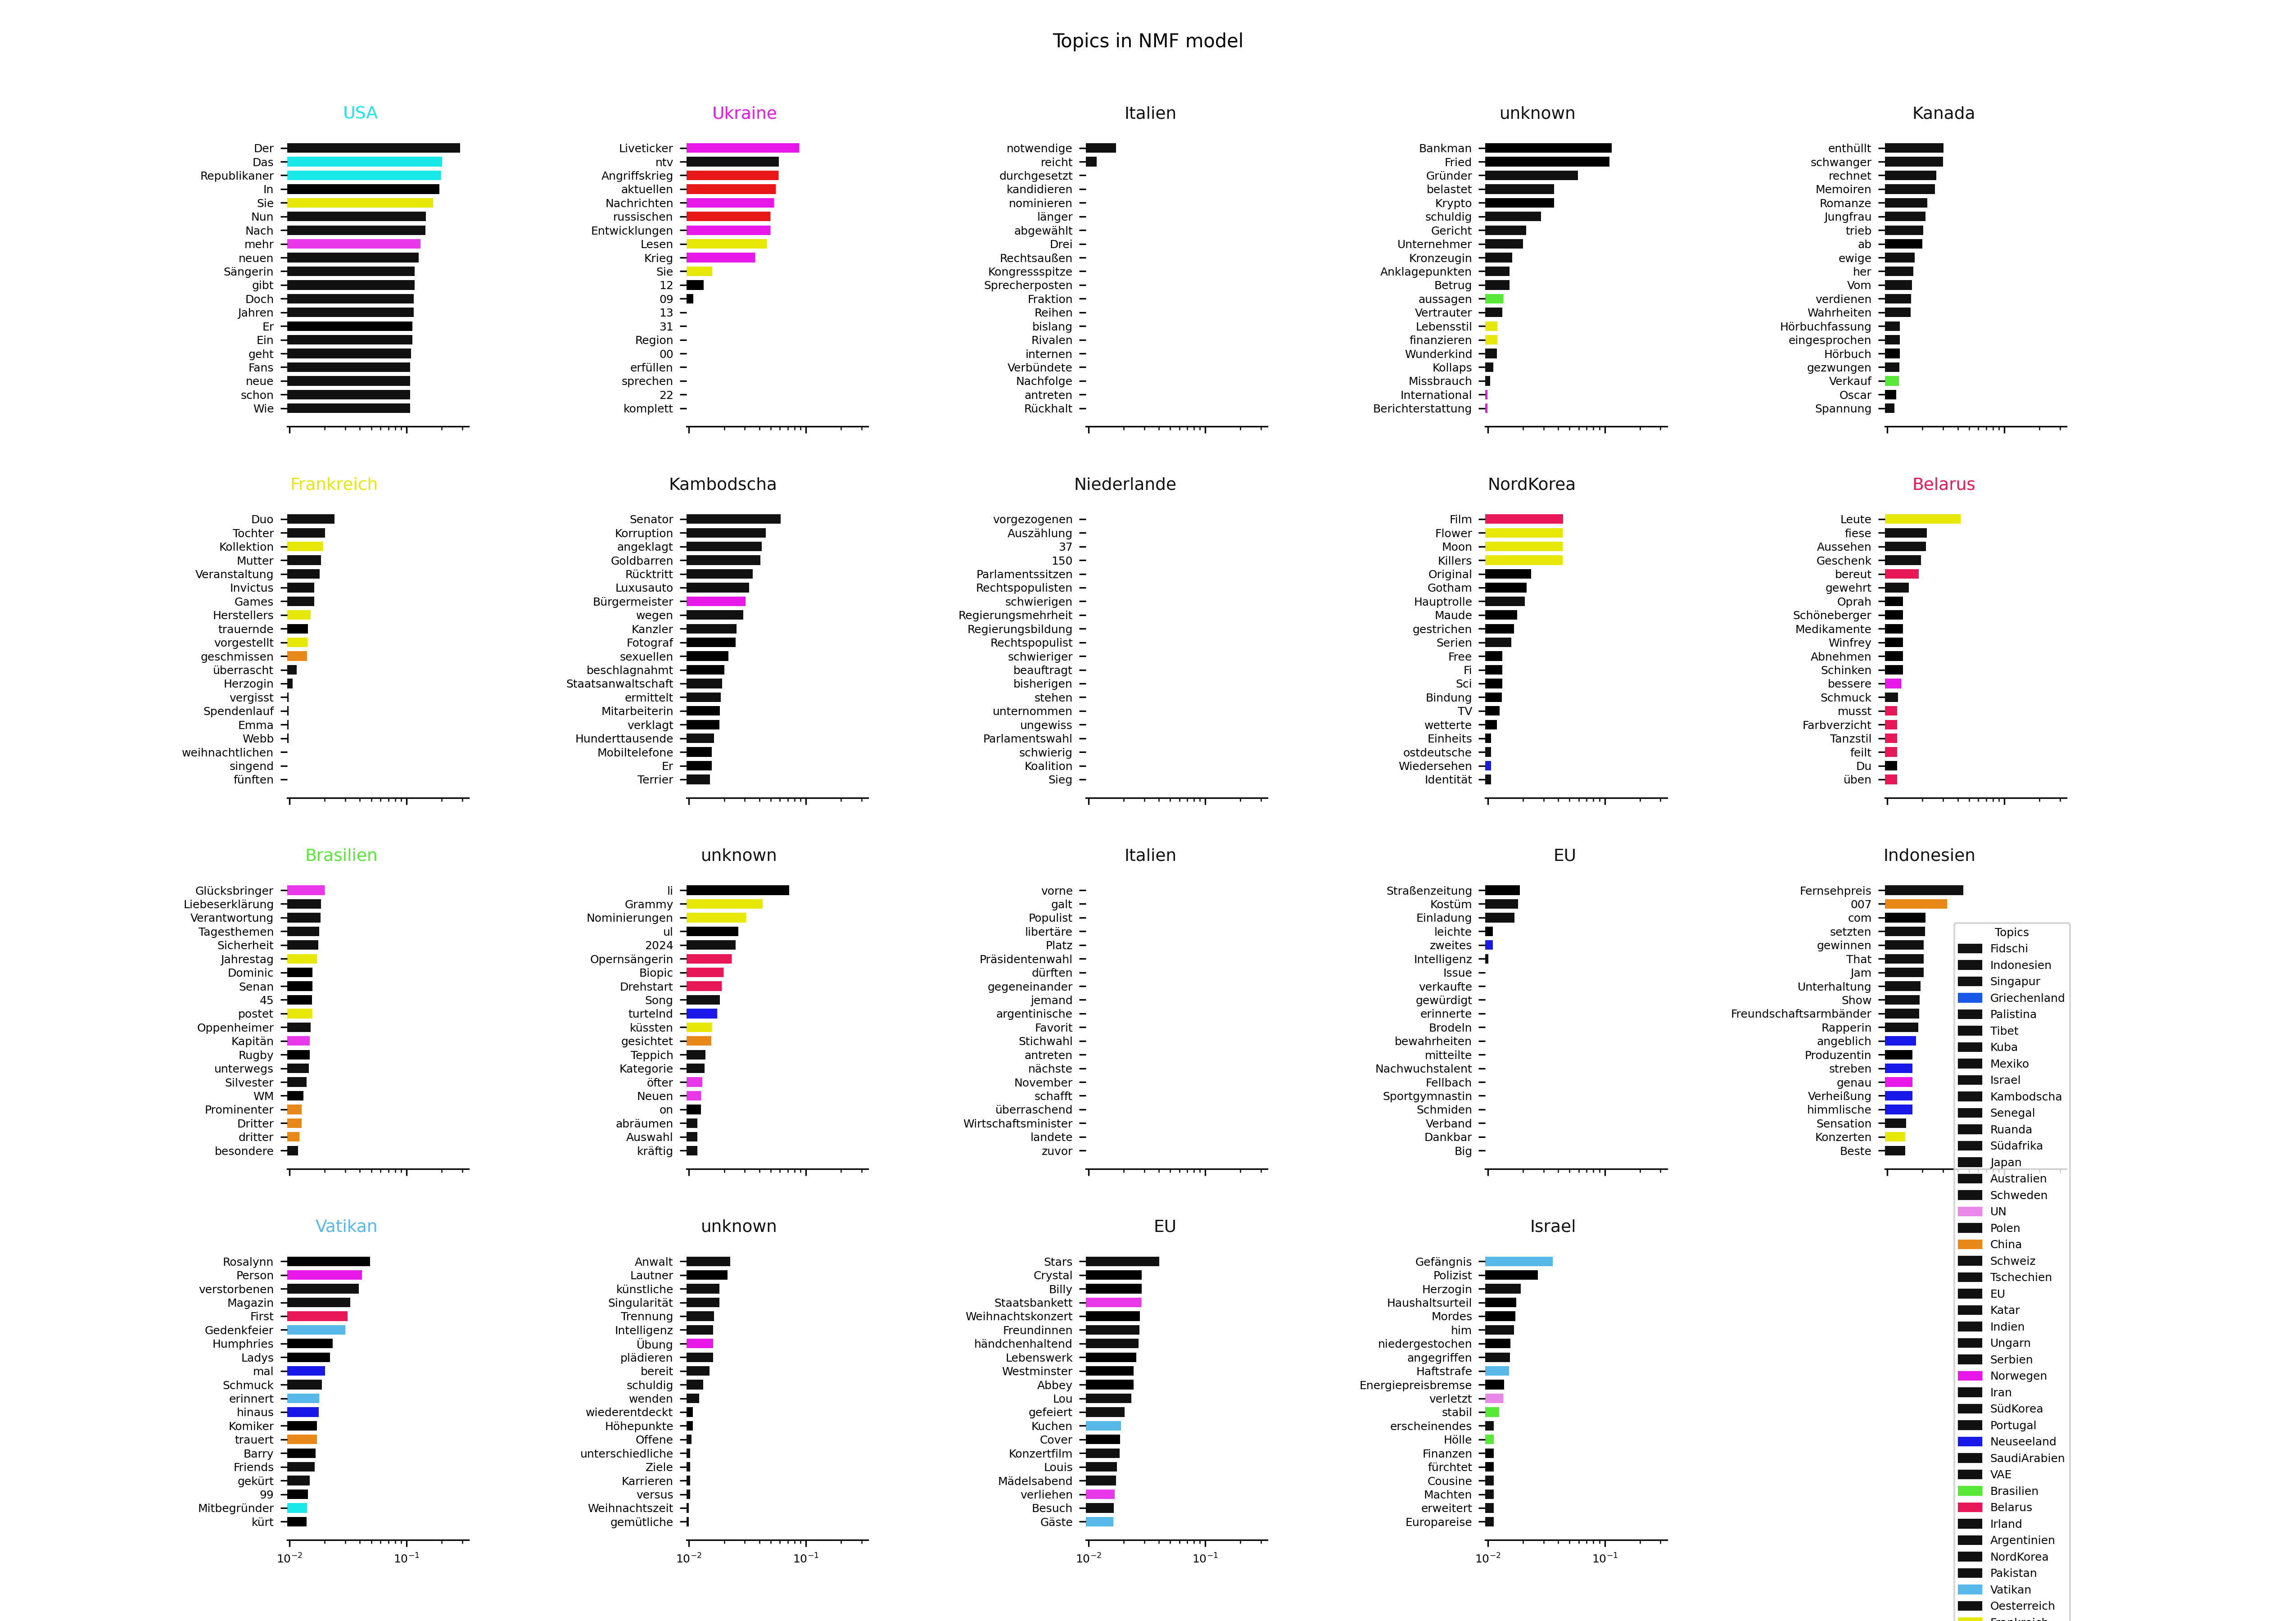 Topics in NMF model
USA
Der
Das
Republikaner
In
Sie
Nun
Nach
mehr
neuen
Sängerin
gibt
Doch
Jahren
Er
Ein
geht
Fans
neue
schon
Wie
Ukraine
Liveticker
ntv
Angriffskrieg
aktuellen
Nachrichten
russischen
Entwicklungen
Lesen
Krieg
Sie
12
09
13
31
Region
00
erfüllen
sprechen
22
komplett
Italien
notwendige
reicht
durchgesetzt
kandidieren
nominieren
länger
abgewählt
Drei
Rechtsaußen
Kongressspitze
Sprecherposten
Fraktion
Reihen
bislang
Rivalen
internen
Verbündete
Nachfolge
antreten
Rückhalt
unknown
Bankman
Fried
Gründer
belastet
Krypto
schuldig
Gericht
Unternehmer
Kronzeugin
Anklagepunkten
Betrug
aussagen
Vertrauter
Lebensstil
finanzieren
Wunderkind
Kollaps
Missbrauch
International
Berichterstattung
Kanada
enthüllt
schwanger
rechnet
Memoiren
Romanze
Jungfrau
trieb
ab
ewige
her
Vom
verdienen
Wahrheiten
Hörbuchfassung
eingesprochen
Hörbuch
gezwungen
Verkauf
Oscar
Spannung
Frankreich
Duo
Tochter
Kollektion
Mutter
Veranstaltung
Invictus
Games
Herstellers
trauernde
vorgestellt
geschmissen
überrascht
Herzogin
vergisst
Spendenlauf
Emma
Webb
weihnachtlichen
singend
fünften
Kambodscha
Senator
Korruption
angeklagt
Goldbarren
Rücktritt
Luxusauto
Bürgermeister
wegen
Kanzler
Fotograf
sexuellen
beschlagnahmt
Staatsanwaltschaft
ermittelt
Mitarbeiterin
verklagt
Hunderttausende
Mobiltelefone
Er
Terrier
Niederlande
vorgezogenen
Auszählung
37
150
Parlamentssitzen
Rechtspopulisten
schwierigen
Regierungsmehrheit
Regierungsbildung
Rechtspopulist
schwieriger
beauftragt
bisherigen
stehen
unternommen
ungewiss
Parlamentswahl
schwierig
Koalition
Sieg
NordKorea
Film
Flower
Moon
Killers
Original
Gotham
Hauptrolle
Maude
gestrichen
Serien
Free
Fi
Sci
Bindung
TV
wetterte
Einheits
ostdeutsche
Wiedersehen
Identität
Belarus
Leute
fiese
Aussehen
Geschenk
bereut
gewehrt
Oprah
Schöneberger
Medikamente
Winfrey
Abnehmen
Schinken
bessere
Schmuck
musst
Farbverzicht
Tanzstil
feilt
Du
üben
Brasilien
Glücksbringer
Liebeserklärung
Verantwortung
Tagesthemen
Sicherheit
Jahrestag
Dominic
Senan
45
postet
Oppenheimer
Kapitän
Rugby
unterwegs
Silvester
WM
Prominenter
Dritter
dritter
besondere
unknown
li
Grammy
Nominierungen
ul
2024
Opernsängerin
Biopic
Drehstart
Song
turtelnd
küssten
gesichtet
Teppich
Kategorie
öfter
Neuen
on
abräumen
Auswahl
kräftig
Italien
vorne
galt
Populist
libertäre
Platz
Präsidentenwahl
dürften
gegeneinander
jemand
argentinische
Favorit
Stichwahl
antreten
nächste
November
schafft
überraschend
Wirtschaftsminister
landete
zuvor
EU
Straßenzeitung
Kostüm
Einladung
leichte
zweites
Intelligenz
Issue
verkaufte
gewürdigt
erinnerte
Brodeln
bewahrheiten
mitteilte
Nachwuchstalent
Fellbach
Sportgymnastin
Schmiden
Verband
Dankbar
Big
Indonesien
Fernsehpreis
007
com
setzten
gewinnen
That
Jam
Unterhaltung
Show
Freundschaftsarmbänder
Rapperin
angeblich
Produzentin
streben
genau
Verheißung
himmlische
Sensation
Konzerten
Beste
Vatikan
Rosalynn
Person
verstorbenen
Magazin
First
Gedenkfeier
Humphries
Ladys
mal
Schmuck
erinnert
hinaus
Komiker
trauert
Barry
Friends
gekürt
99
Mitbegründer
kürt
10⁻² 10⁻¹
unknown
Anwalt
Lautner
künstliche
Singularität
Trennung
Intelligenz
Übung
plädieren
bereit
schuldig
wenden
wiederentdeckt
Höhepunkte
Offene
unterschiedliche
Ziele
Karrieren
versus
Weihnachtszeit
gemütliche
10⁻² 10⁻¹
EU
Stars
Crystal
Billy
Staatsbankett
Weihnachtskonzert
Freundinnen
händchenhaltend
Lebenswerk
Westminster
Abbey
Lou
gefeiert
Kuchen
Cover
Konzertfilm
Louis
Mädelsabend
verliehen
Besuch
Gäste
10⁻² 10⁻¹
Israel
Gefängnis
Polizist
Herzogin
Haushaltsurteil
Mordes
him
niedergestochen
angegriffen
Haftstrafe
Energiepreisbremse
verletzt
stabil
erscheinendes
Hölle
Finanzen
fürchtet
Cousine
Machten
erweitert
Europareise
10⁻² 10⁻¹
Topics
Fidschi
Indonesien
Singapur
Griechenland
Palistina
Tibet
Kuba
Mexiko
Israel
Kambodscha
Senegal
Ruanda
Südafrika
Japan
Australien
Schweden
UN
Polen
China
Schweiz
Tschechien
EU
Katar
Indien
Ungarn
Serbien
Norwegen
Iran
SüdKorea
Portugal
Neuseeland
SaudiArabien
VAE
Brasilien
Belarus
Irland
Argentinien
NordKorea
Pakistan
Vatikan
Oesterreich